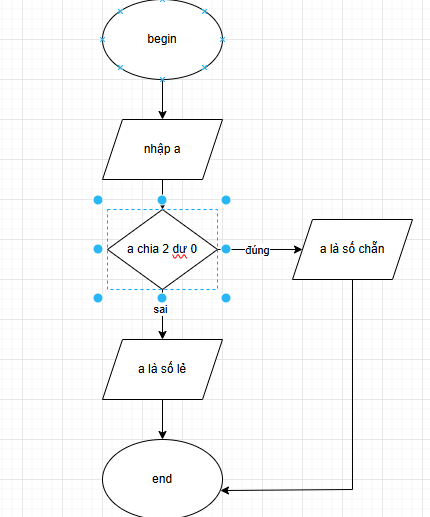 begin
nhập a
a chia 2 dư 0
đúng
a là số chẵn
sai
a là số lẻ
end